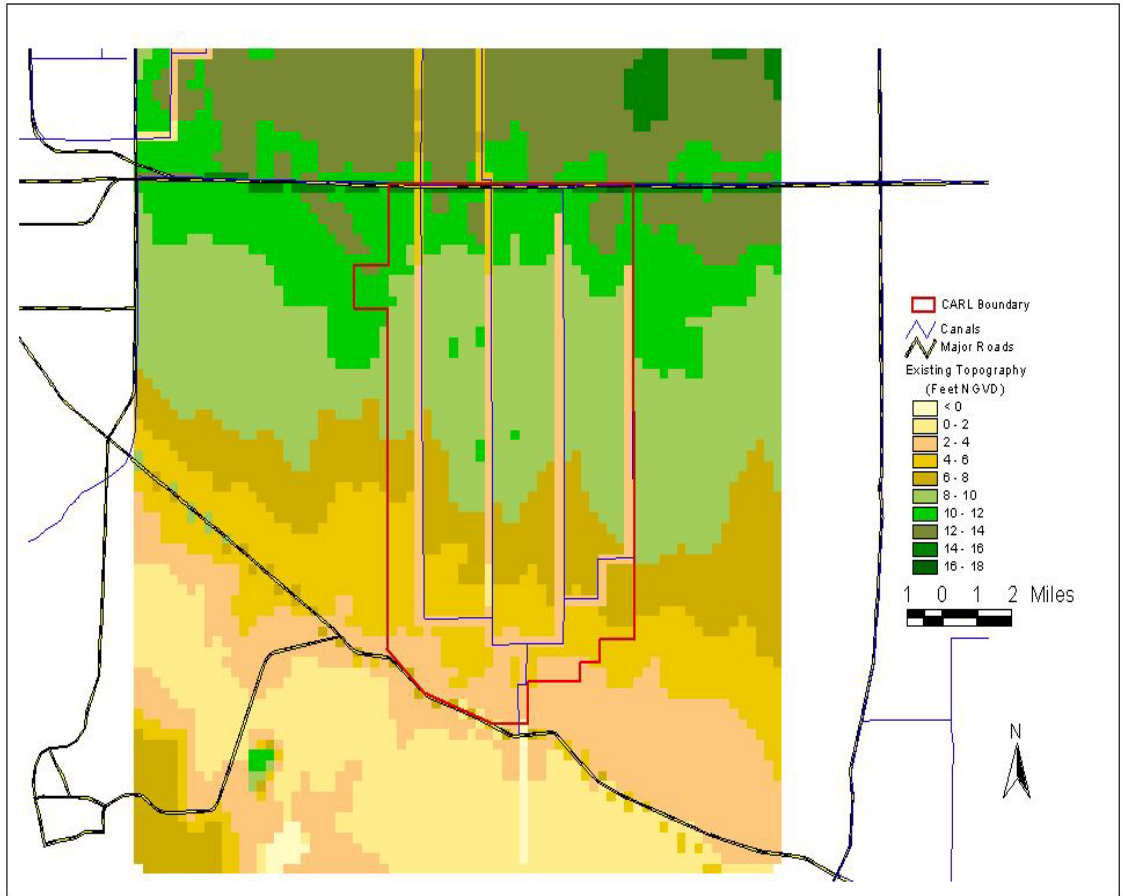 CARL Boundary
Canals
Major Roads
Existing Topography
(Feet NGVD)
< 0
0 - 2
2 - 4
4 - 6
6 - 8
8 - 10
10 - 12
12 - 14
14 - 16
16 - 18
1 0 1 2 Miles
N